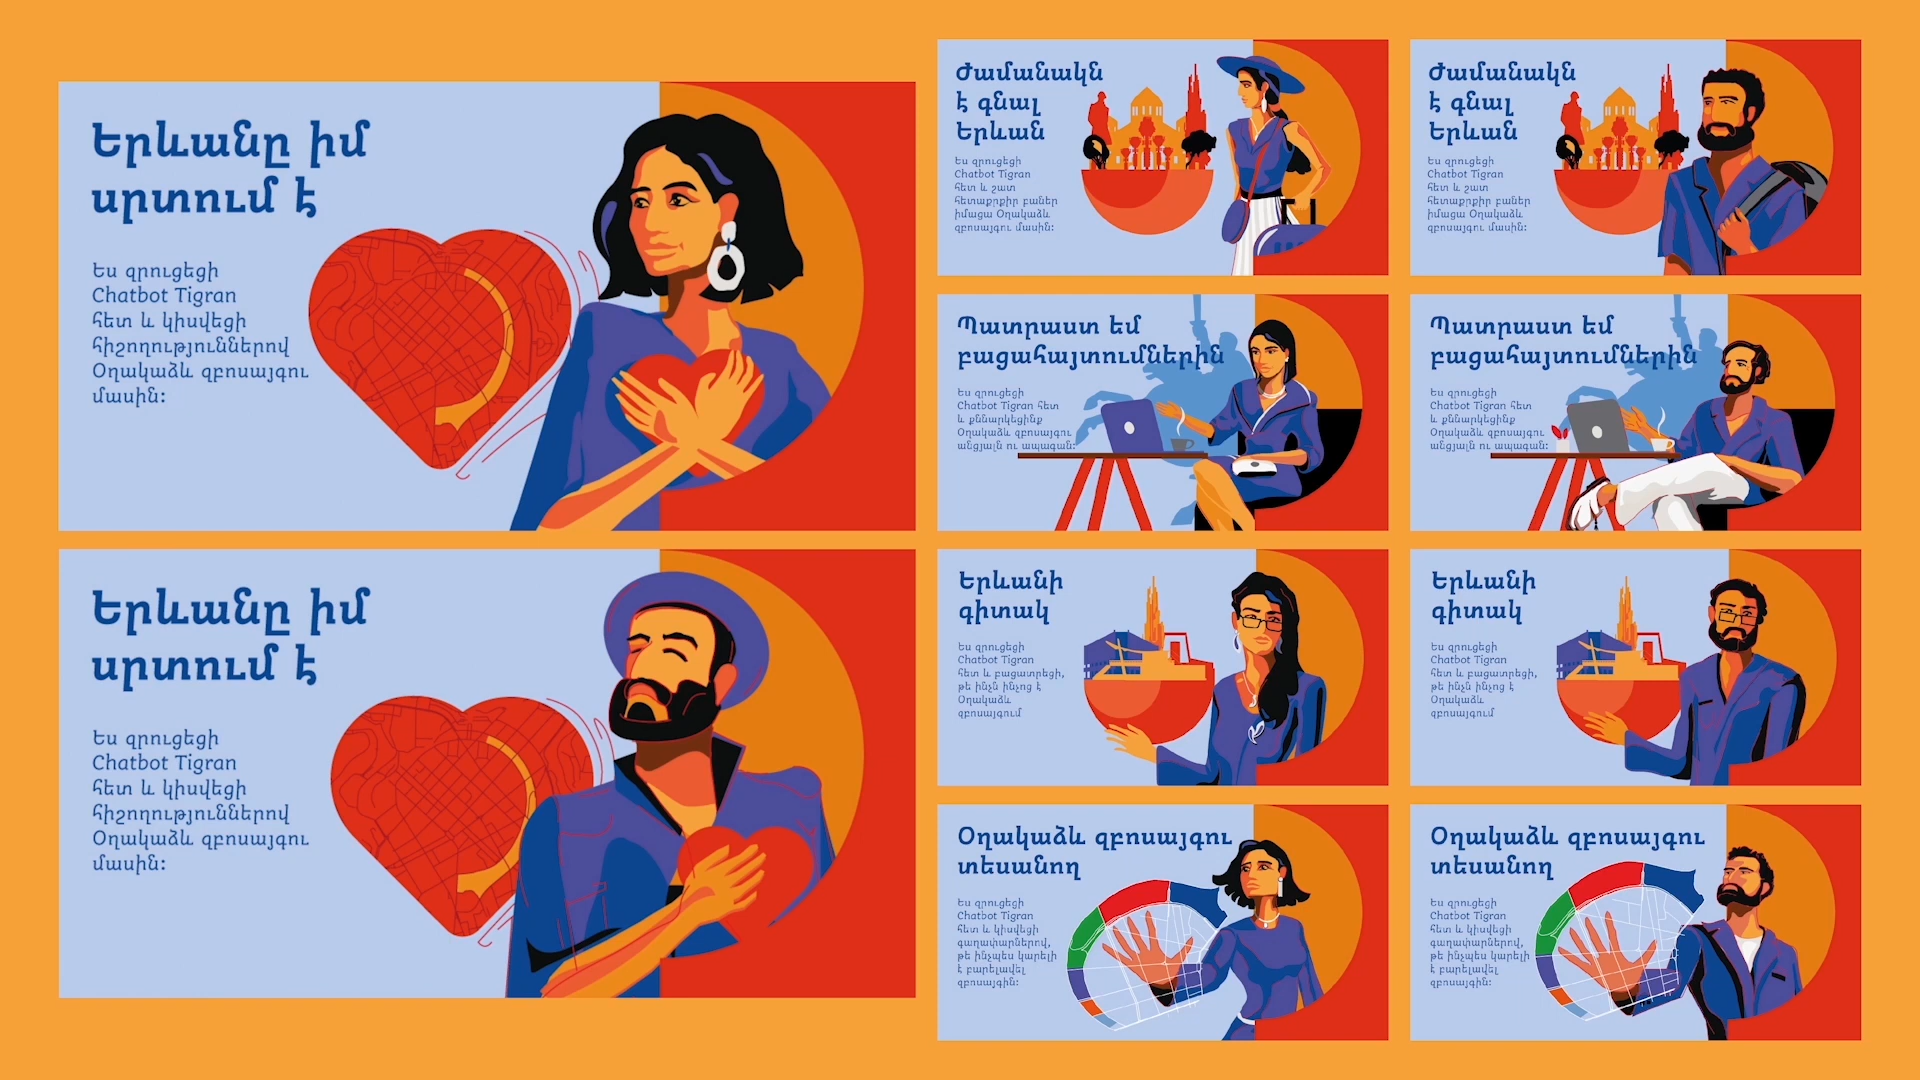 Երևանը իմ
սրտում է
Ես զրուցեցի
Chatbot Tigran
հետ և կիսվեցի
հիշողություններով
Օղակաձև զբոսայգու
մասին:
Երևանը իմ
սրտում է
Ես զրուցեցի
Chatbot Tigran
հետ և կիսվեցի
հիշողություններով
Օղակաձև զբոսայգու
մասին:
Ժամանակն
է գնալ
Երևան
Ես զրուցեցի
Chatbot Tigran
հետ և շատ
հետաքրքիր բաներ
իմացա Օղակաձև
զբոսայգու մասին:
Ժամանակն
է գնալ
Երևան
Ես զրուցեցի
Chatbot Tigran
հետ և շատ
հետաքրքիր բաներ
իմացա Օղակաձև
զբոսայգու մասին:
Պատրաստ եմ
բացահայտումներին
Ես զրուցեցի
Chatbot Tigran հետ
և քննարկեցինք
Օղակաձև զբոսայգու
անցյալն ու ապագան:
Պատրաստ եմ
բացահայտումներին
Ես զրուցեցի
Chatbot Tigran հետ
և քննարկեցինք
Օղակաձև զբոսայգու
անցյալն ու ապագան:
Երևանի
գիտակ
Ես զրուցեցի
Chatbot Tigran
հետ և բացատրեցի,
թե ինչն ինչոց է
Օղակաձև
զբոսայգում
Երևանի
գիտակ
Ես զրուցեցի
Chatbot Tigran
հետ և բացատրեցի,
թե ինչն ինչոց է
Օղակաձև
զբոսայգում
Օղակաձև զբոսայգու
տեսանող
Ես զրուցեցի
Chatbot Tigran
հետ և կիսվեցի
գաղափարներով,
թե ինչպես կարելի
է բարելավել
զբոսայգին:
Օղակաձև զբոսայգու
տեսանող
Ես զրուցեցի
Chatbot Tigran
հետ և կիսվեցի
գաղափարներով,
թե ինչպես կարելի
է բարելավել
զբոսայգին: